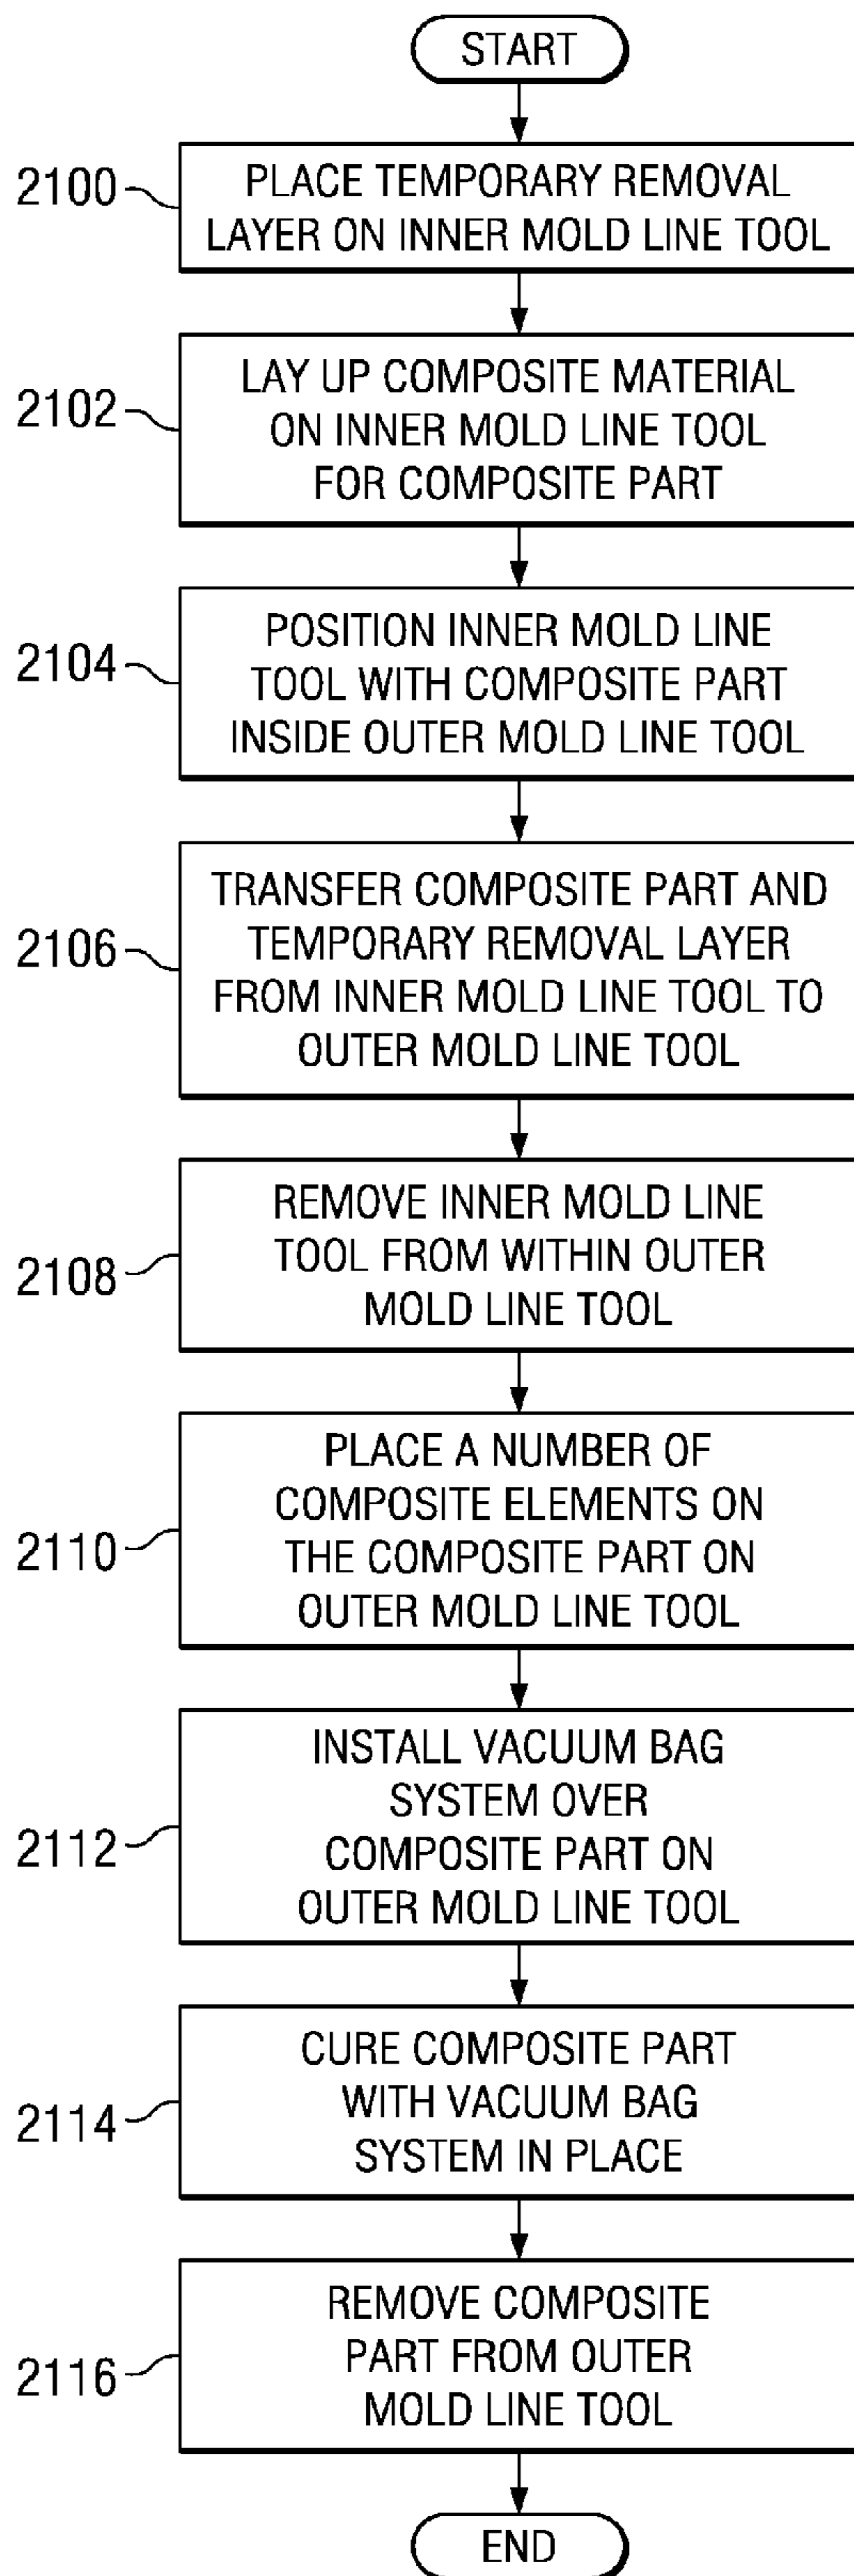 START
2100
PLACE TEMPORARY REMOVAL
LAYER ON INNER MOLD LINE TOOL
2102
LAY UP COMPOSITE MATERIAL
ON INNER MOLD LINE TOOL
FOR COMPOSITE PART
2104
POSITION INNER MOLD LINE
TOOL WITH COMPOSITE PART
INSIDE OUTER MOLD LINE TOOL
2106
TRANSFER COMPOSITE PART AND
TEMPORARY REMOVAL LAYER
FROM INNER MOLD LINE TOOL TO
OUTER MOLD LINE TOOL
2108
REMOVE INNER MOLD LINE
TOOL FROM WITHIN OUTER
MOLD LINE TOOL
2110
PLACE A NUMBER OF
COMPOSITE ELEMENTS ON
THE COMPOSITE PART ON
OUTER MOLD LINE TOOL
2112
INSTALL VACUUM BAG
SYSTEM OVER
COMPOSITE PART ON
OUTER MOLD LINE TOOL
2114
CURE COMPOSITE PART
WITH VACUUM BAG
SYSTEM IN PLACE
2116
REMOVE COMPOSITE
PART FROM OUTER
MOLD LINE TOOL
END